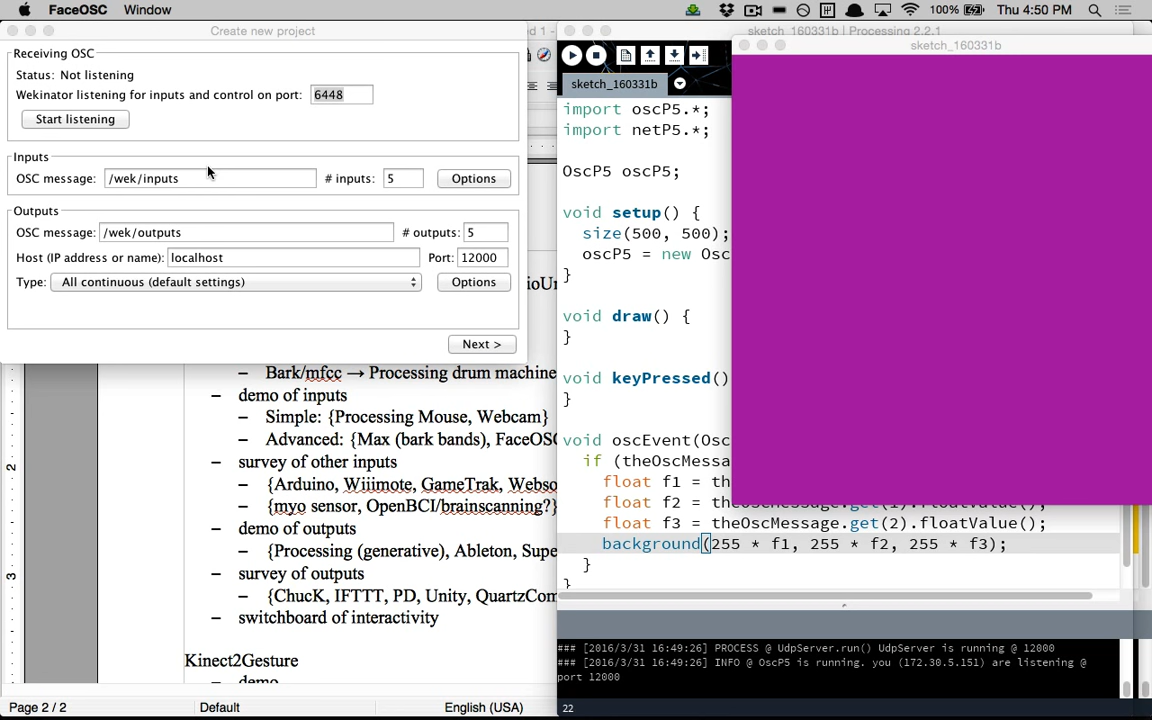 FaceOSC Window 100% Thu 4:50 PM
Create new project
Receiving OSC
Status: Not listening
Wekinator listening for inputs and control on port: 6448
Start listening
Inputs
OSC message: /wek/inputs # inputs: 5 Options
Outputs
OSC message: /wek/outputs # outputs: 5
Host (IP address or name): localhost Port: 12000
Type: All continuous (default settings) Options
Next >
– Bark/mfcc → Processing drum machine
– demo of inputs
– Simple: {Processing Mouse, Webcam}
– Advanced: {Max (bark bands), FaceOSC
– survey of other inputs
– {Arduino, Wiiimote, GameTrak, Webso
– {myo sensor, OpenBCI/brainscanning?}
– demo of outputs
– {Processing (generative), Ableton, Supe
– survey of outputs
– {ChucK, IFTTT, PD, Unity, QuartzCom
– switchboard of interactivity
Kinect2Gesture
– demo
2
3
Page 2 / 2 Default English (USA)
sketch_160331b | Processing 2.2.1
sketch_160331b
sketch_160331b
import oscP5.*;
import netP5.*;
OscP5 oscP5;
void setup() {
size(500, 500);
oscP5 = new Osc
}
void draw() {
}
void keyPressed()
}
void oscEvent(Osc
if (theOscMessa
float f1 = th
float f2 = theOscMessage.get(1).floatValue();
float f3 = theOscMessage.get(2).floatValue();
background(255 * f1, 255 * f2, 255 * f3);
}
}
### [2016/3/31 16:49:26] PROCESS @ UdpServer.run() UdpServer is running @ 12000
### [2016/3/31 16:49:26] INFO @ OscP5 is running. you (172.30.5.151) are listening @
port 12000
22